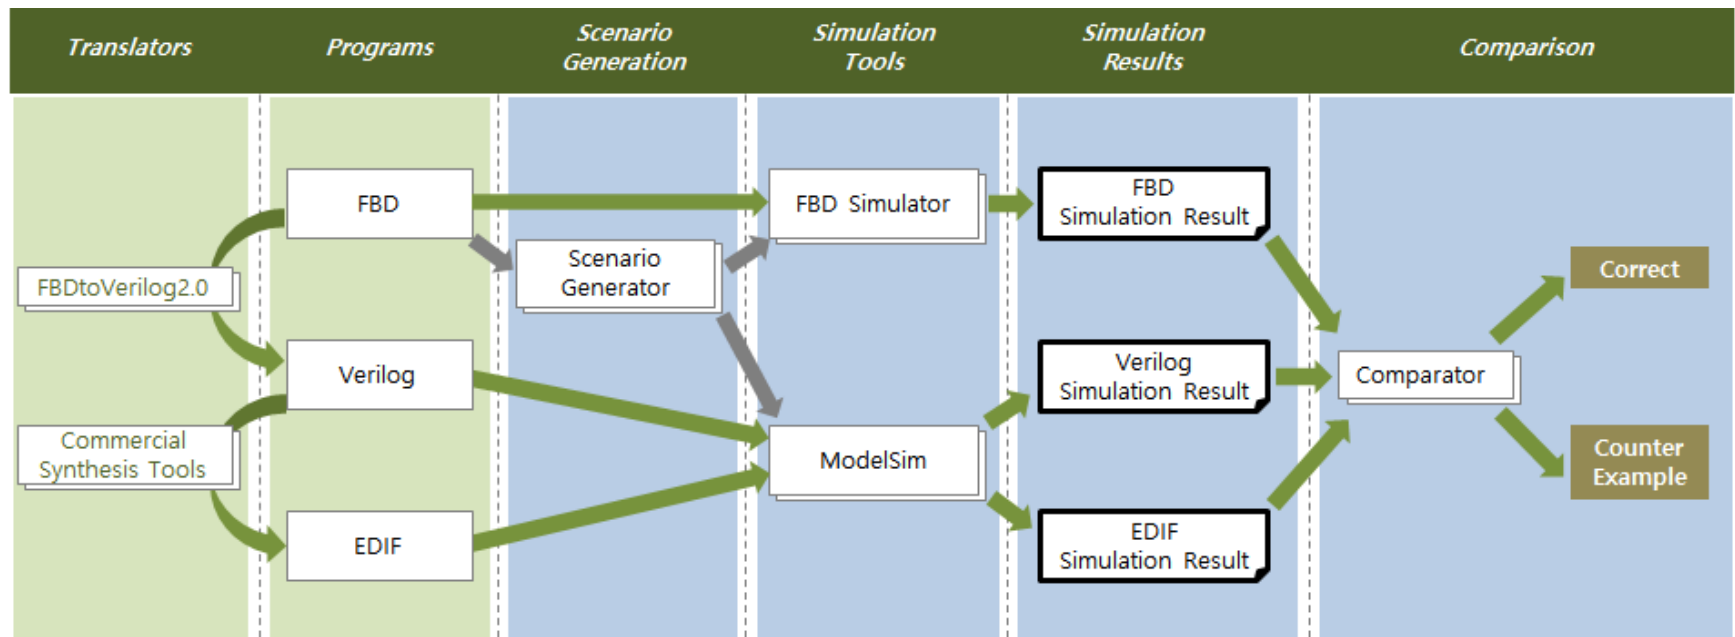 Translators
Programs
Scenario
Generation
Simulation
Tools
Simulation
Results
Comparison
FBDtoVerilog2.0
Commercial
Synthesis Tools
FBD
Verilog
EDIF
Scenario
Generator
FBD Simulator
ModelSim
FBD
Simulation Result
Verilog
Simulation Result
EDIF
Simulation Result
Comparator
Correct
Counter
Example